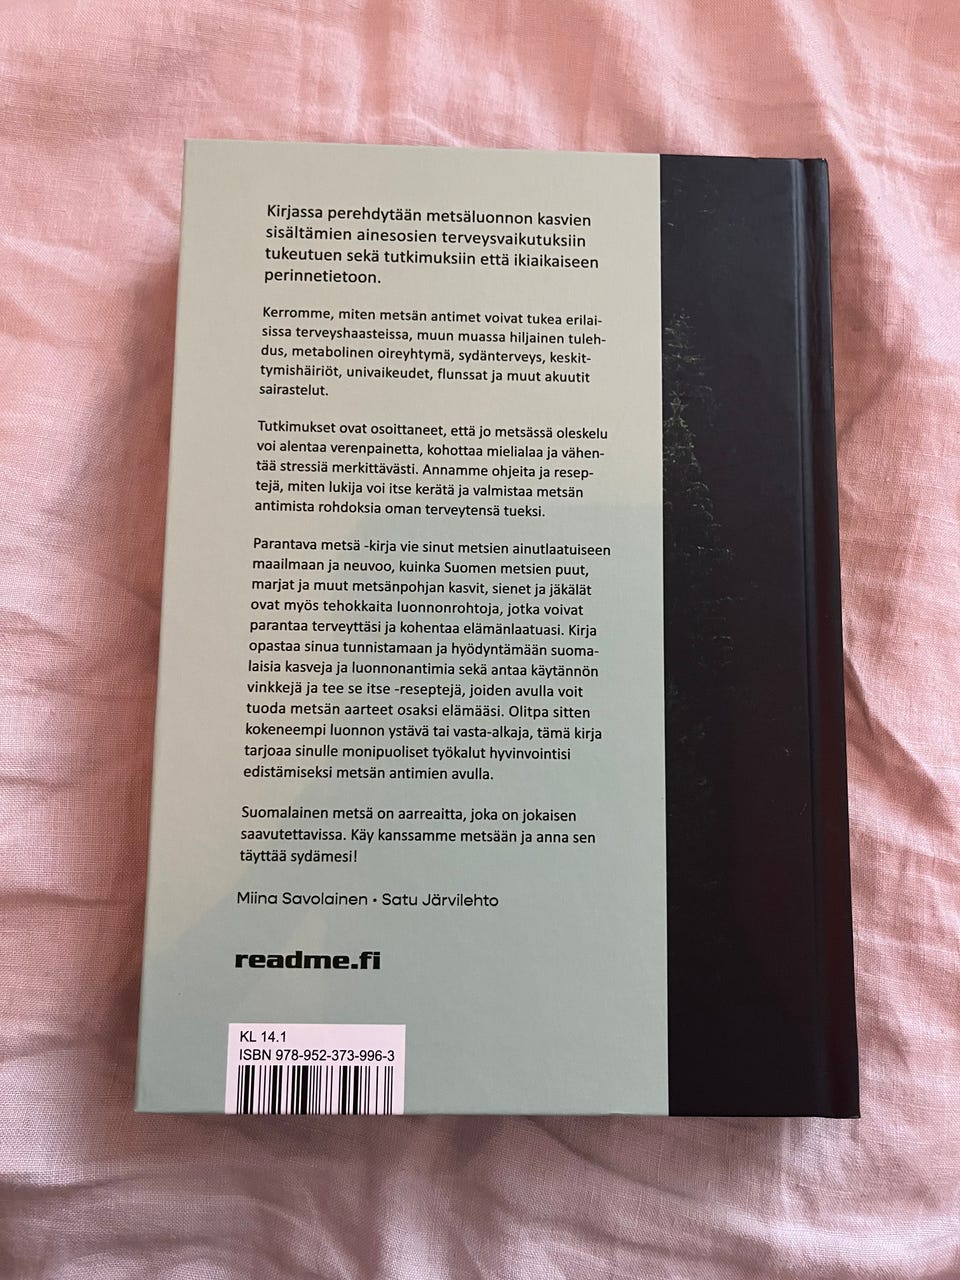 Kirjassa perehdytään metsäluonnon kasvien
sisältämien ainesosien terveysvaikutuksiin
tukeutuen sekä tutkimuksiin että ikiaikaiseen
perinnetietoon.
Kerromme, miten metsän antimet voivat tukea erilai-
sissa terveyshaasteissa, muun muassa hiljainen tuleh-
dus, metabolinen oireyhtymä, sydänterveys, keskit-
tymishäiriöt, univaikeudet, flunssat ja muut akuutit
sairastelut.
Tutkimukset ovat osoittaneet, että jo metsässä oleskelu
voi alentaa verenpainetta, kohottaa mielialaa ja vähen-
tää stressiä merkittävästi. Annamme ohjeita ja resep-
tejä, miten lukija voi itse kerätä ja valmistaa metsän
antimista rohdoksia oman terveytensä tueksi.
Parantava metsä -kirja vie sinut metsien ainutlaatuiseen
maailmaan ja neuvoo, kuinka Suomen metsien puut,
marjat ja muut metsänpohjan kasvit, sienet ja jäkälät
ovat myös tehokkaita luonnonrohtoja, jotka voivat
parantaa terveyttäsi ja kohentaa elämänlaatuasi. Kirja
opastaa sinua tunnistamaan ja hyödyntämään suoma-
laisia kasveja ja luonnonantimia sekä antaa käytännön
vinkkejä ja tee se itse -reseptejä, joiden avulla voit
tuoda metsän aarteet osaksi elämääsi. Olitpa sitten
kokeneempi luonnon ystävä tai vasta-alkaja, tämä kirja
tarjoaa sinulle monipuoliset työkalut hyvinvointisi
edistämiseksi metsän antimien avulla.
Suomalainen metsä on aarreaitta, joka on jokaisen
saavutettavissa. Käy kanssamme metsään ja anna sen
täyttää sydämesi!
Miina Savolainen • Satu Järvilehto
readme.fi
KL 14.1
ISBN 978-952-373-996-3